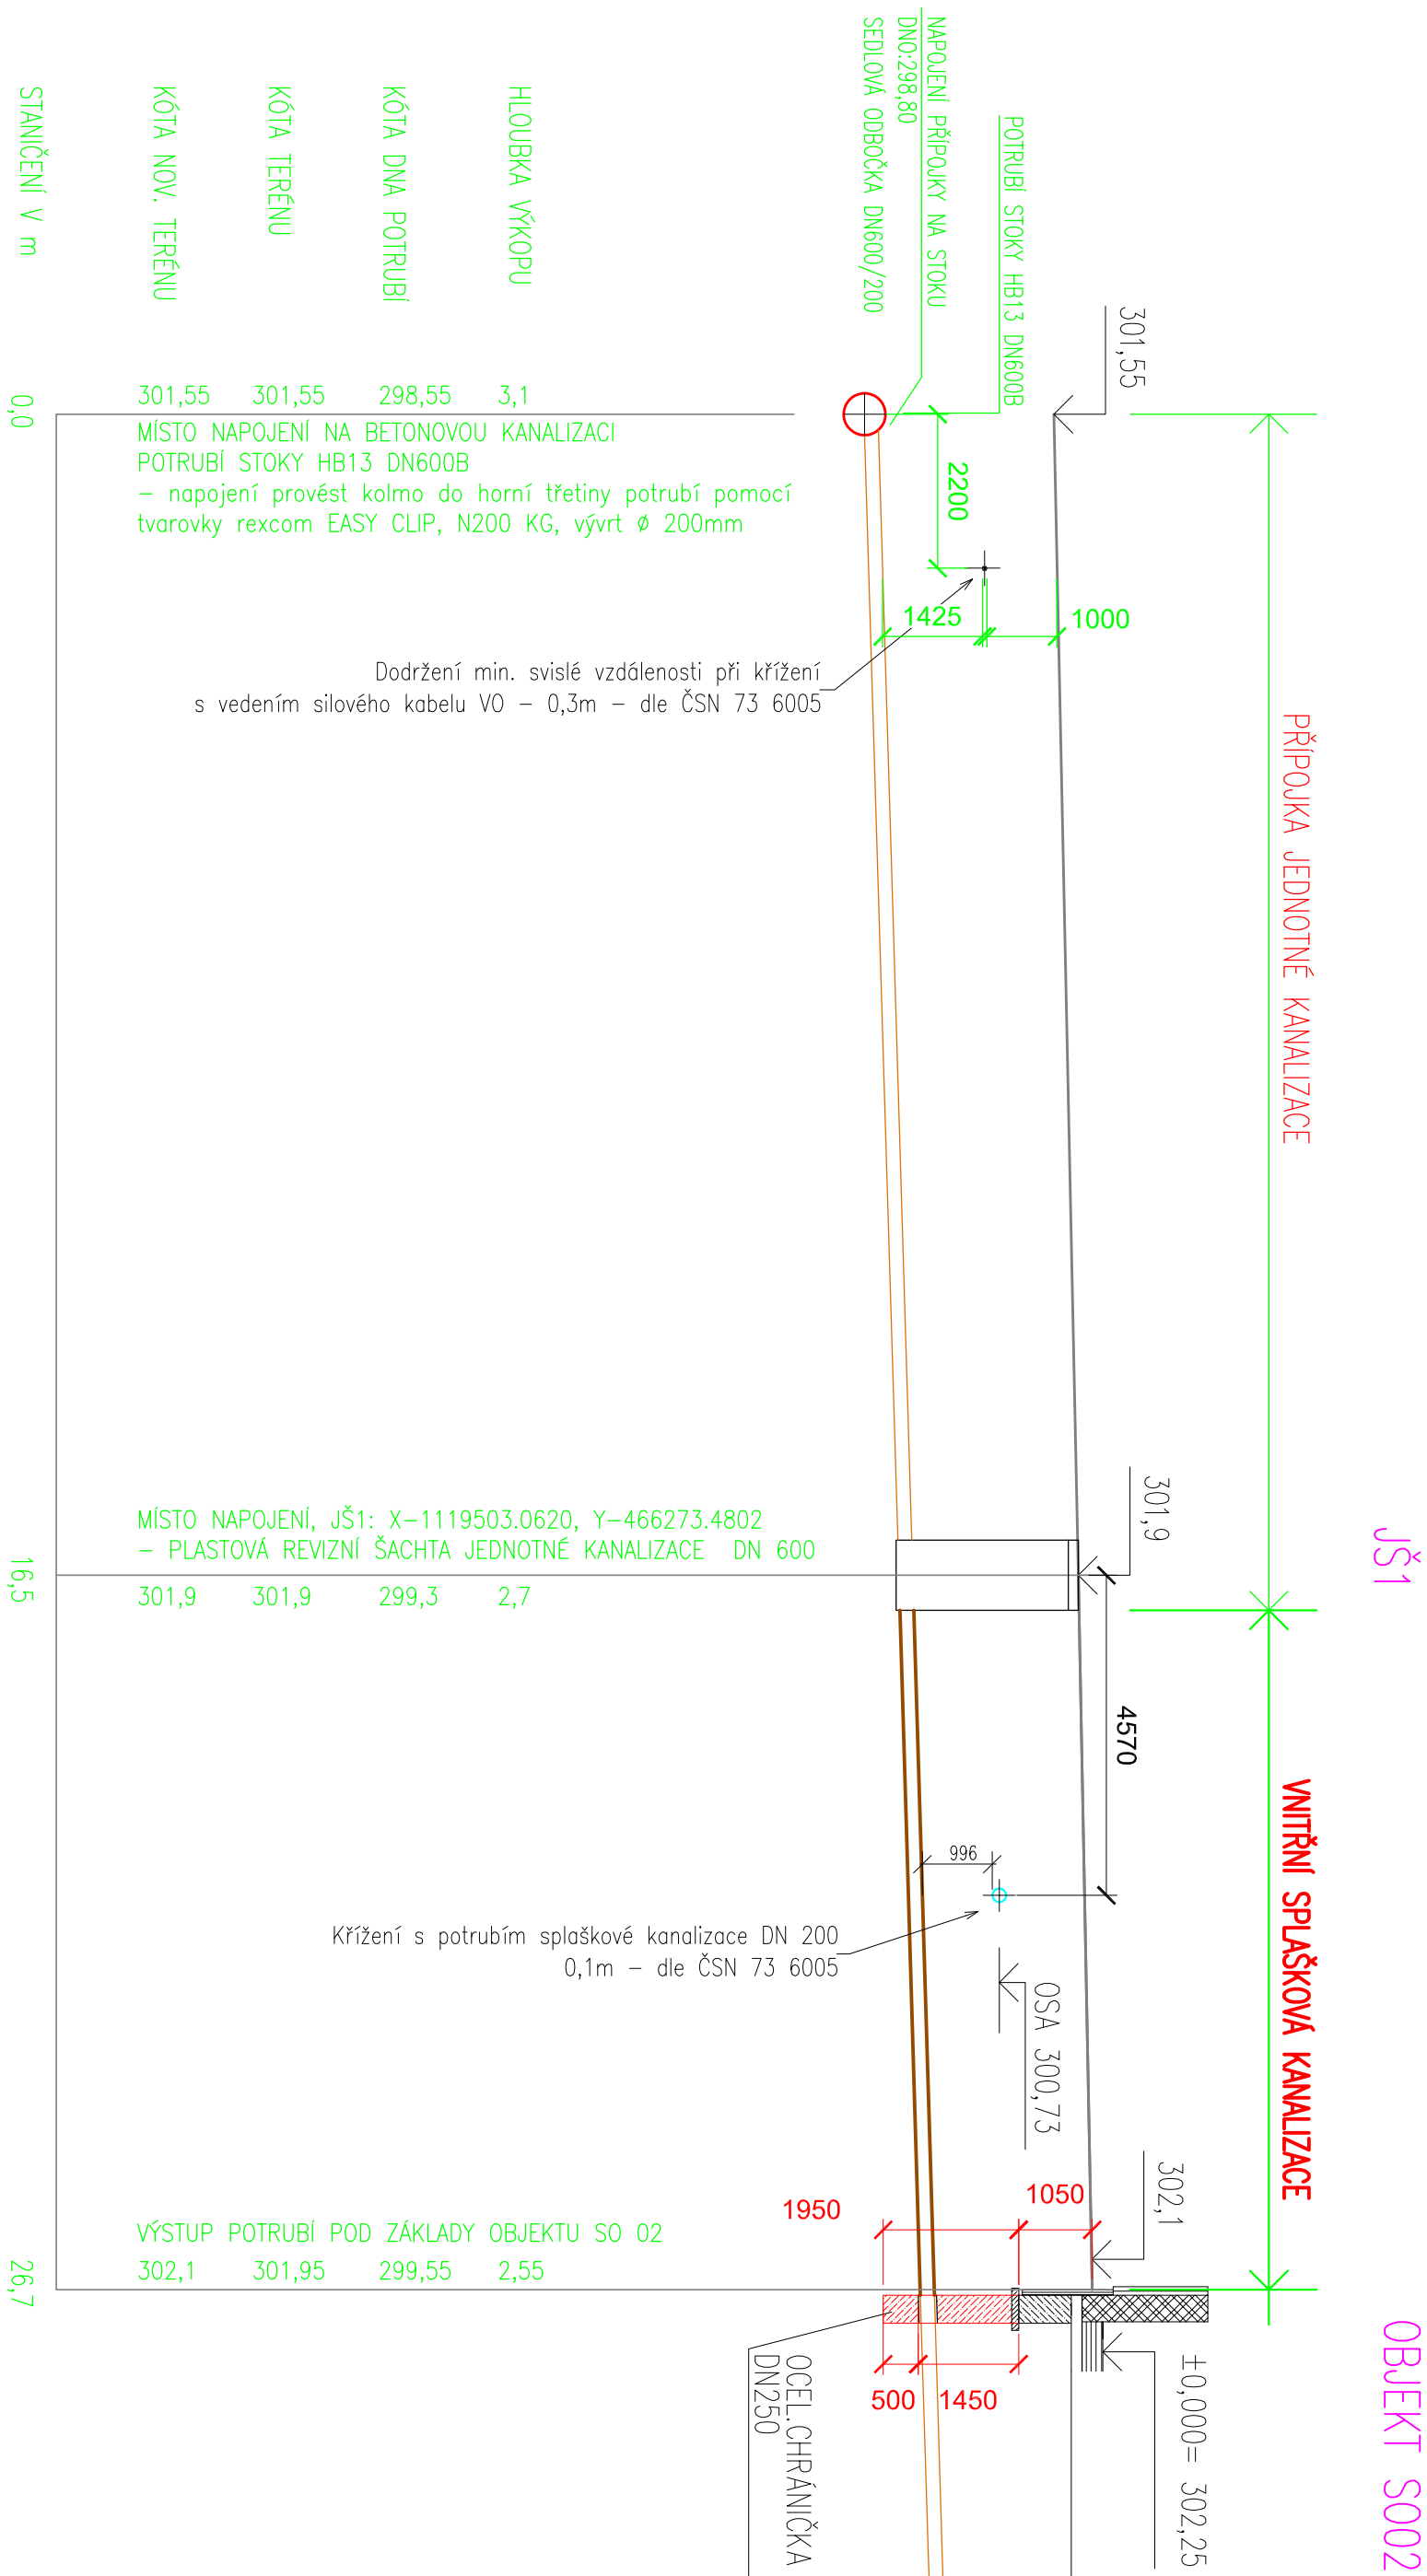 JŠ1
OBJEKT SO02
PŘÍPOJKA JEDNOTNÉ KANALIZACE
VNITŘNÍ SPLAŠKOVÁ KANALIZACE
301,55
301,9
302,1
±0,000= 302,25
POTRUBÍ STOKY HB13 DN600B
NAPOJENÍ PŘÍPOJKY NA STOKU
DNO:298,80
SEDLOVÁ ODBOČKA DN600/200
2200
1425
1000
Dodržení min. svislé vzdálenosti při křížení
s vedením silového kabelu VO – 0,3m – dle ČSN 73 6005
4570
996
Křížení s potrubím splaškové kanalizace DN 200
0,1m – dle ČSN 73 6005
OSA 300,73
1950
1050
500
1450
OCEL.CHRÁNIČKA
DN250
HLOUBKA VÝKOPU
KÓTA DNA POTRUBÍ
KÓTA TERÉNU
KÓTA NOV. TERÉNU
STANIČENÍ V m
301,55 301,55 298,55 3,1
0,0
MÍSTO NAPOJENÍ NA BETONOVOU KANALIZACI
POTRUBÍ STOKY HB13 DN600B
– napojení provést kolmo do horní třetiny potrubí pomocí
tvarovky rexcom EASY CLIP, N200 KG, vývrt ø 200mm
MÍSTO NAPOJENÍ, JŠ1: X–1119503.0620, Y–466273.4802
– PLASTOVÁ REVIZNÍ ŠACHTA JEDNOTNÉ KANALIZACE DN 600
16,5
301,9 301,9 299,3 2,7
VÝSTUP POTRUBÍ POD ZÁKLADY OBJEKTU SO 02
302,1 301,95 299,55 2,55
26,7